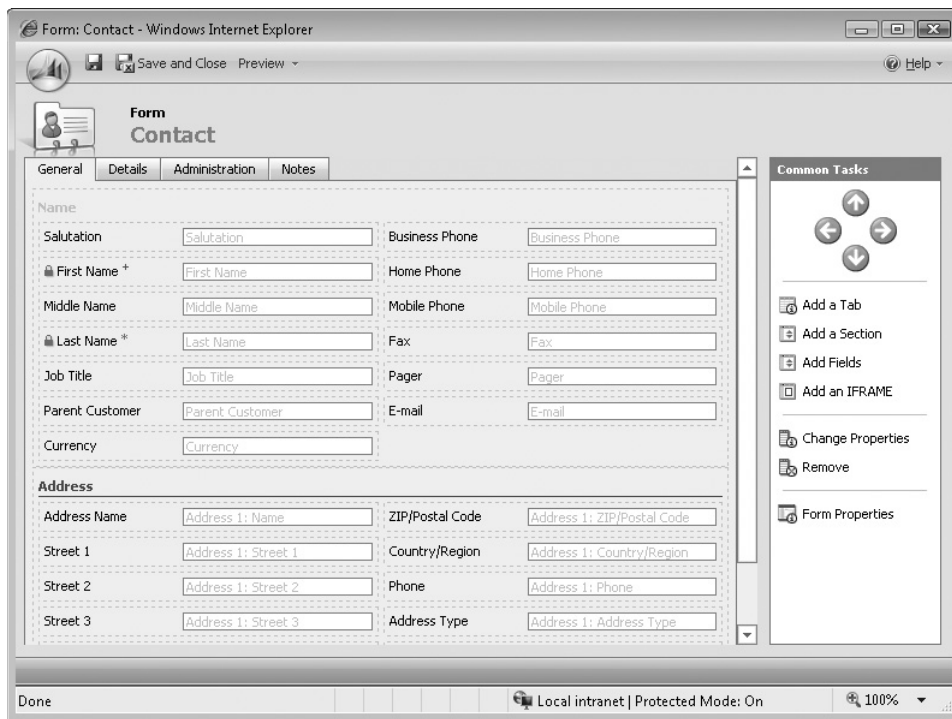 Form: Contact - Windows Internet Explorer
Save and Close Preview Help
Form
Contact
General Details Administration Notes
Name
Salutation Salutation Business Phone Business Phone
First Name + First Name Home Phone Home Phone
Middle Name Middle Name Mobile Phone Mobile Phone
Last Name * Last Name Fax Fax
Job Title Job Title Pager Pager
Parent Customer Parent Customer E-mail E-mail
Currency Currency
Address
Address Name Address 1: Name ZIP/Postal Code Address 1: ZIP/Postal Code
Street 1 Address 1: Street 1 Country/Region Address 1: Country/Region
Street 2 Address 1: Street 2 Phone Address 1: Phone
Street 3 Address 1: Street 3 Address Type Address 1: Address Type
Common Tasks
Add a Tab
Add a Section
Add Fields
Add an IFRAME
Change Properties
Remove
Form Properties
Done Local intranet | Protected Mode: On 100%